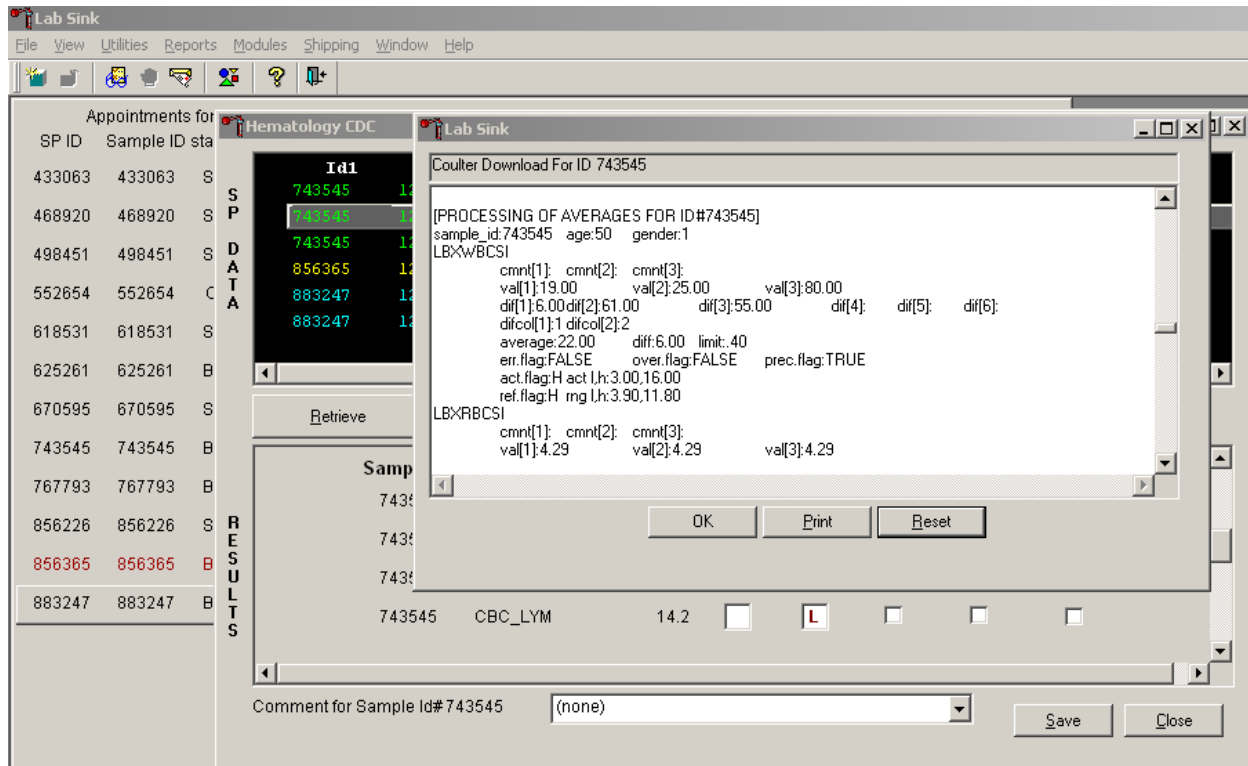 Lab Sink
File View Utilities Reports Modules Shipping Window Help
Appointments for
SP ID Sample ID sta
433063 433063 S
468920 468920 S
498451 498451 S
552654 552654 C
618531 618531 S
625261 625261 B
670595 670595 S
743545 743545 B
767793 767793 B
856226 856226 S
856365 856365 B
883247 883247 B
Hematology CDC
SP DATA
Id1
743545 12
743545 12
743545 12
856365 12
883247 12
883247 12
Retrieve
RESULTS
Samp
7435
7435
7435
743545 CBC_LYM 14.2 L
Comment for Sample Id#743545 (none)
Save Close
Lab Sink
Coulter Download For ID 743545
[PROCESSING OF AVERAGES FOR ID#743545]
sample_id:743545 age:50 gender:1
LBXWBCSI
cmnt[1]: cmnt[2]: cmnt[3]:
val[1]:19.00 val[2]:25.00 val[3]:80.00
dif[1]:6.00dif[2]:61.00 dif[3]:55.00 dif[4]: dif[5]: dif[6]:
difcol[1]:1 difcol[2]:2
average:22.00 diff:6.00 limit:.40
err.flag:FALSE over.flag:FALSE prec.flag:TRUE
act.flag:H act l,h:3.00,16.00
ref.flag:H rng l,h:3.90,11.80
LBXRBCSI
cmnt[1]: cmnt[2]: cmnt[3]:
val[1]:4.29 val[2]:4.29 val[3]:4.29
OK Print Reset